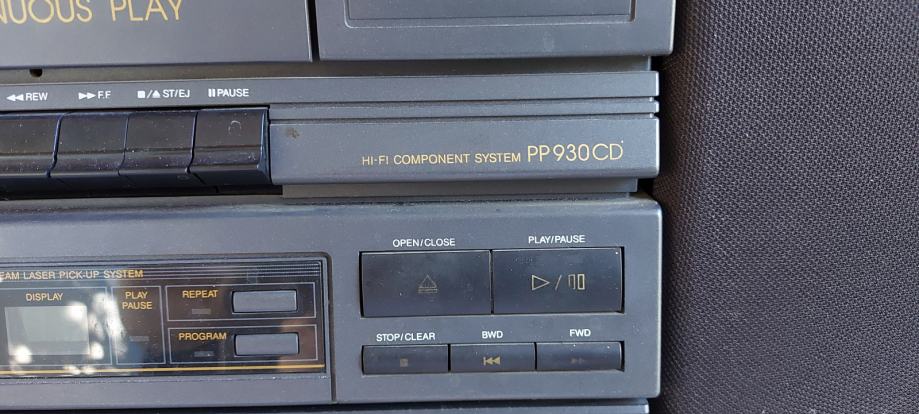 NUOUS PLAY
◀◀ REW ▶▶ F.F ■/▲ ST/EJ ❚❚ PAUSE
HI-FI COMPONENT SYSTEM PP930CD
OPEN/CLOSE PLAY/PAUSE
EAM LASER PICK-UP SYSTEM
DISPLAY
PLAY
PAUSE
REPEAT
PROGRAM
STOP/CLEAR BWD FWD